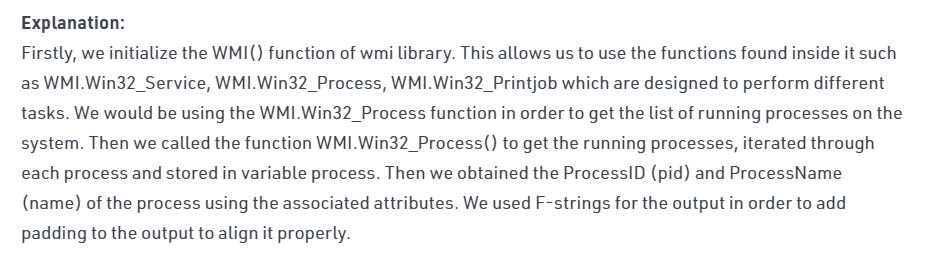 Explanation:
Firstly, we initialize the WMI() function of wmi library. This allows us to use the functions found inside it such
as WMI.Win32_Service, WMI.Win32_Process, WMI.Win32_Printjob which are designed to perform different
tasks. We would be using the WMI.Win32_Process function in order to get the list of running processes on the
system. Then we called the function WMI.Win32_Process() to get the running processes, iterated through
each process and stored in variable process. Then we obtained the ProcessID (pid) and ProcessName
(name) of the process using the associated attributes. We used F-strings for the output in order to add
padding to the output to align it properly.